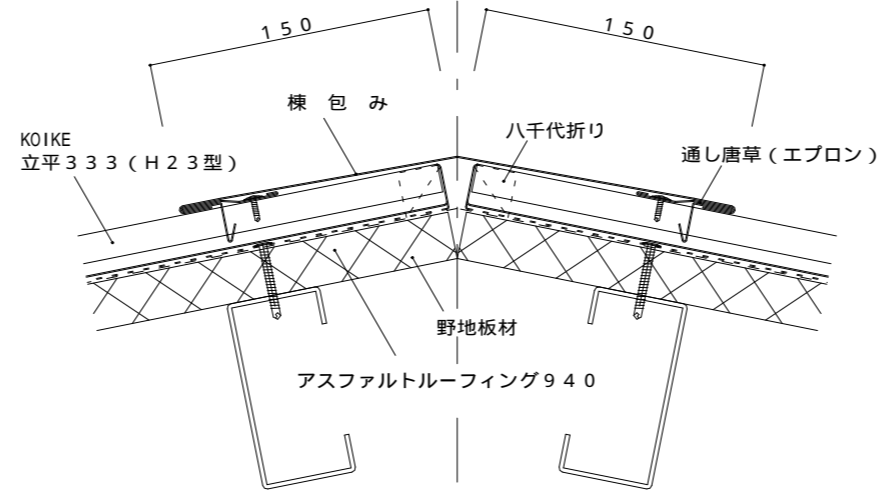 １５０
１５０
棟　包　み
八千代折り
KOIKE
立平３３３（Ｈ２３型）
通し唐草（エプロン）
野地板材
アスファルトルーフィング９４０